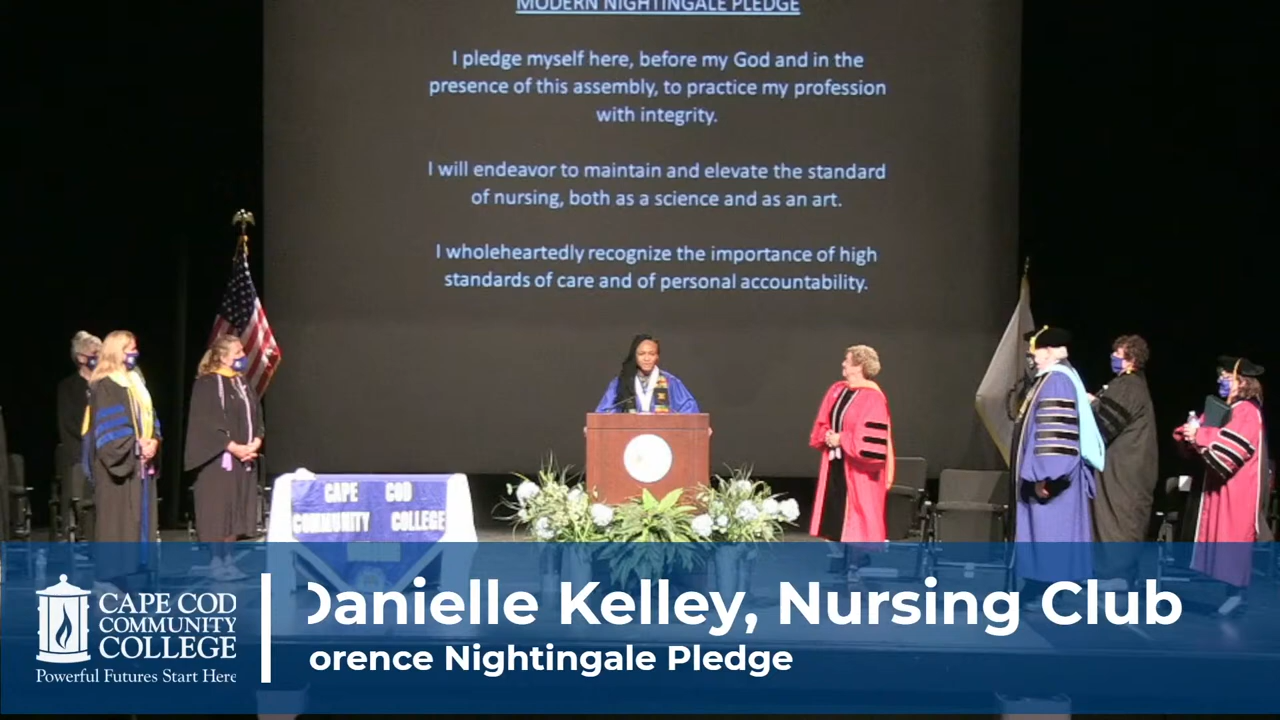 MODERN NIGHTINGALE PLEDGE
I pledge myself here, before my God and in the
presence of this assembly, to practice my profession
with integrity.
I will endeavor to maintain and elevate the standard
of nursing, both as a science and as an art.
I wholeheartedly recognize the importance of high
standards of care and of personal accountability.
CAPE COD
COMMUNITY COLLEGE
CAPE COD
COMMUNITY
COLLEGE
Powerful Futures Start Here
Danielle Kelley, Nursing Club
orence Nightingale Pledge